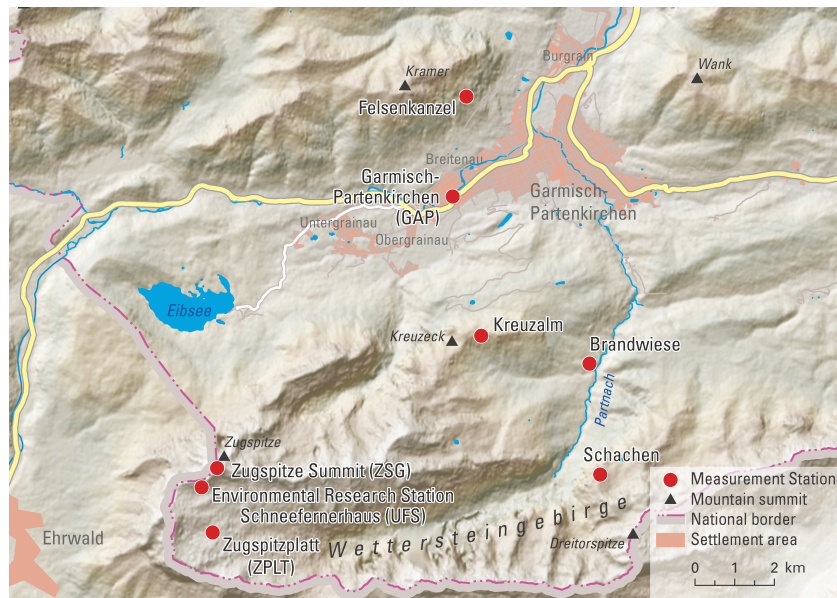 Burgrain
Kramer
Wank
Felsenkanzel
Breitenau
Garmisch-
Partenkirchen
(GAP)
Garmisch-
Partenkirchen
Untergrainau
Obergrainau
Eibsee
Kreuzeck
Kreuzalm
Brandwiese
Partnach
Zugspitze
Zugspitze Summit (ZSG)
Schachen
Environmental Research Station
Schneefernerhaus (UFS)
Ehrwald
Zugspitzplatt
(ZPLT)
Wettersteingebirge
Dreitorspitze
Measurement Station
Mountain summit
National border
Settlement area
0 1 2 km